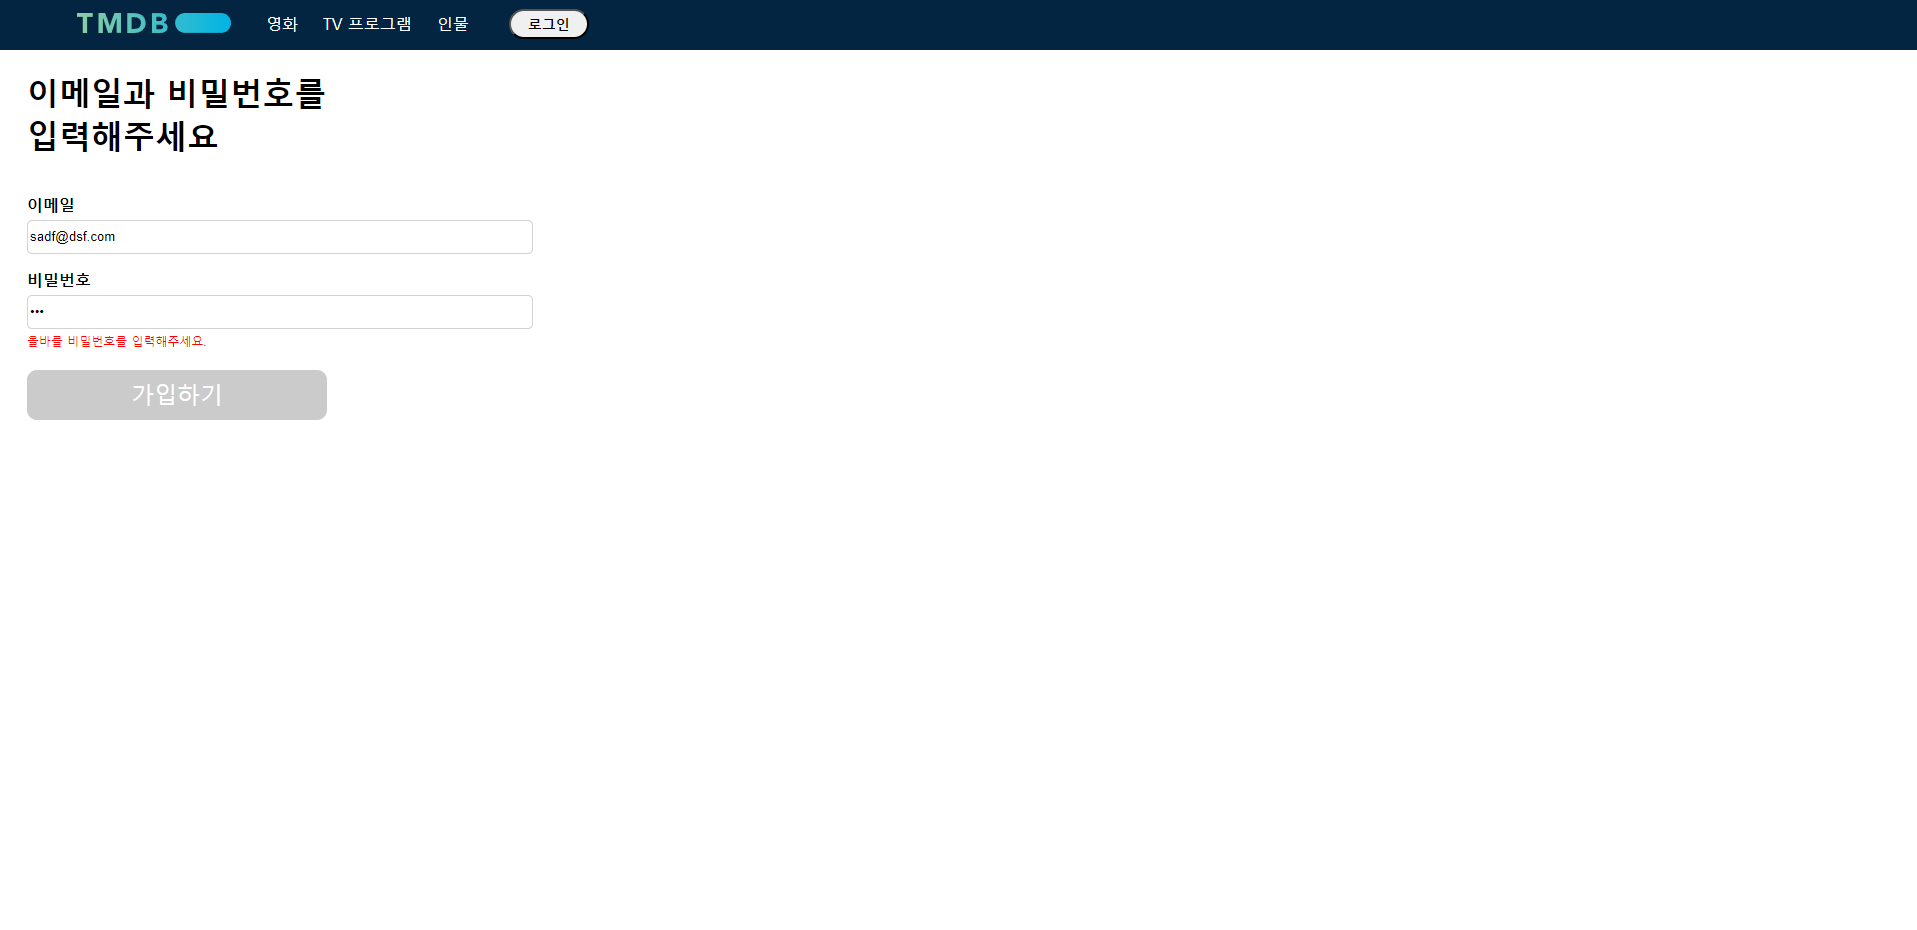 TMDB
영화 TV 프로그램 인물 로그인
이메일과 비밀번호를
입력해주세요
이메일
sadf@dsf.com
비밀번호
•••
올바를 비밀번호를 입력해주세요.
가입하기